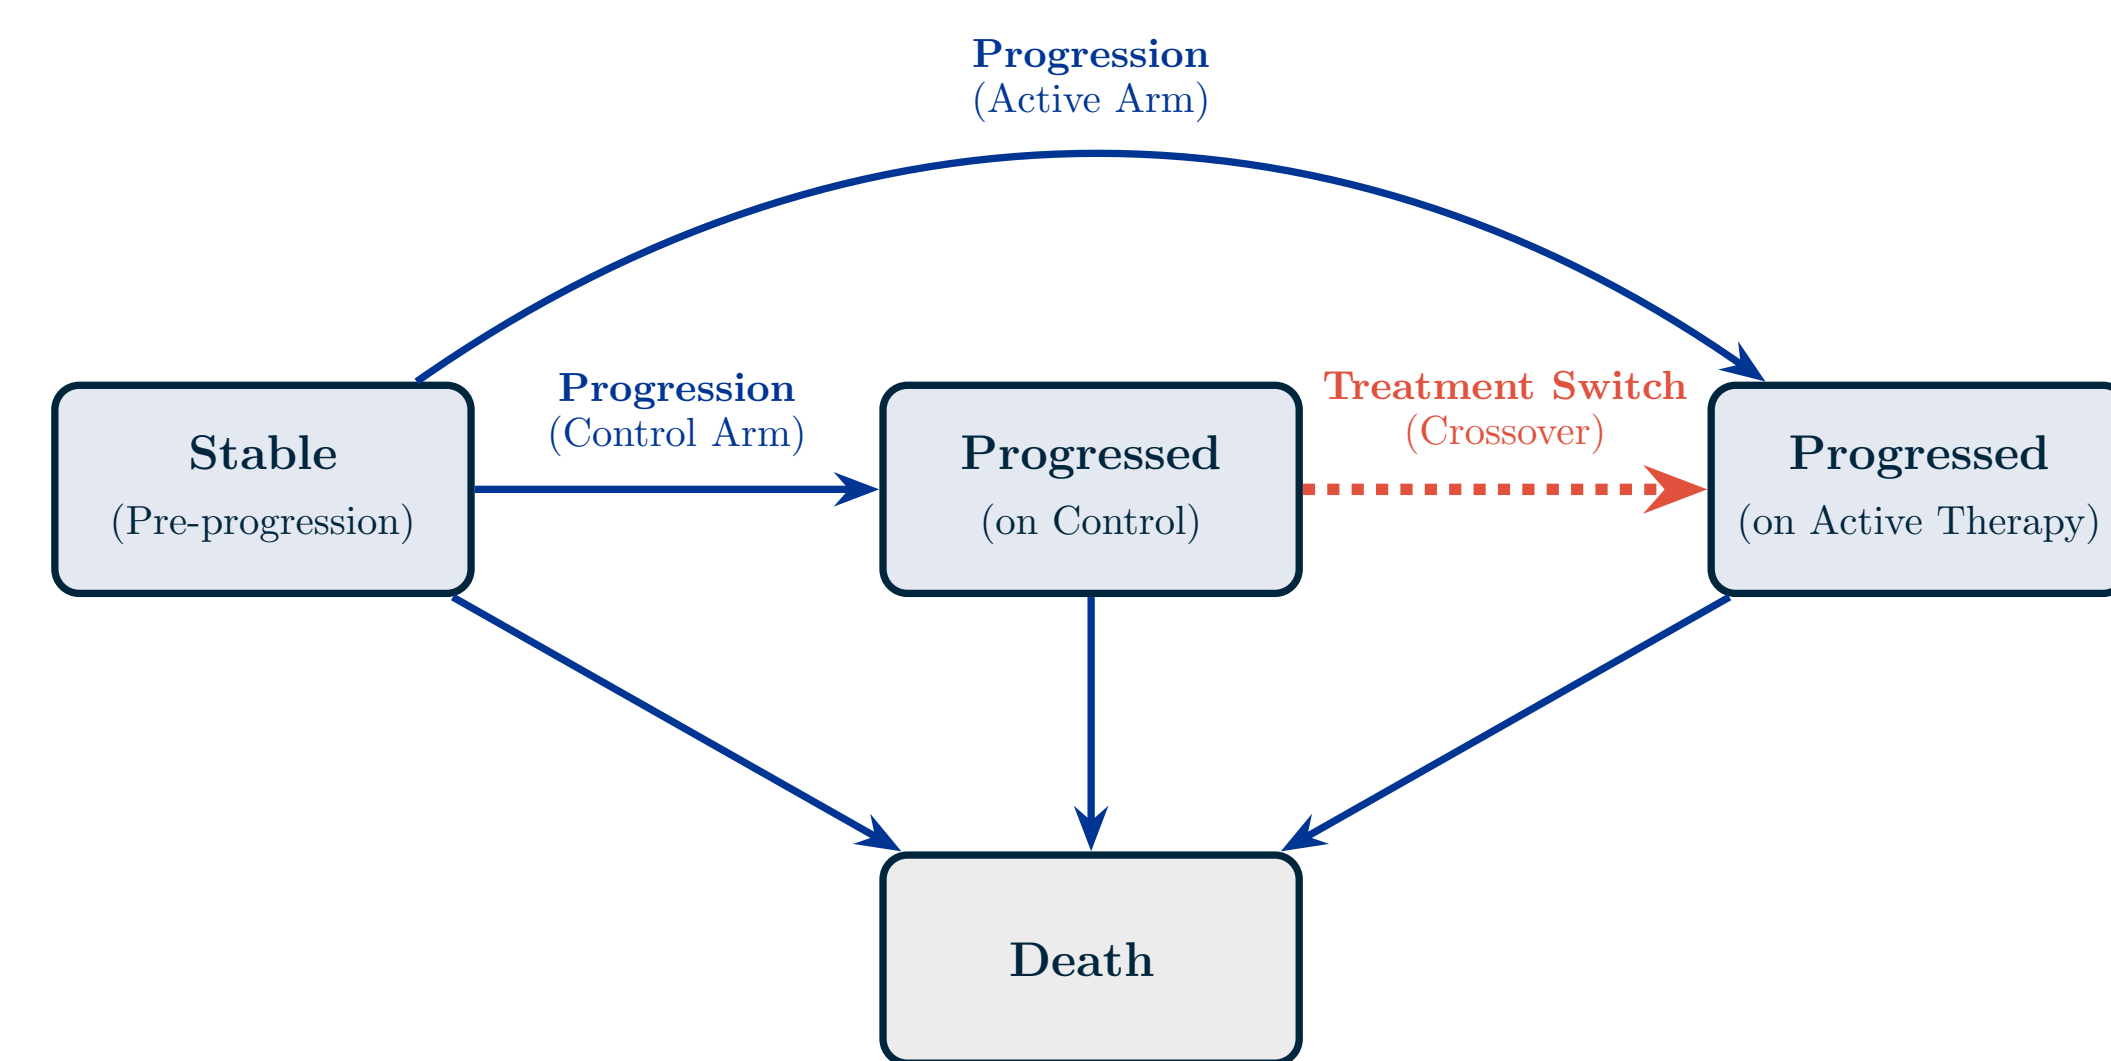 Progression
(Active Arm)
Progression
(Control Arm)
Treatment Switch
(Crossover)
Stable
(Pre-progression)
Progressed
(on Control)
Progressed
(on Active Therapy)
Death